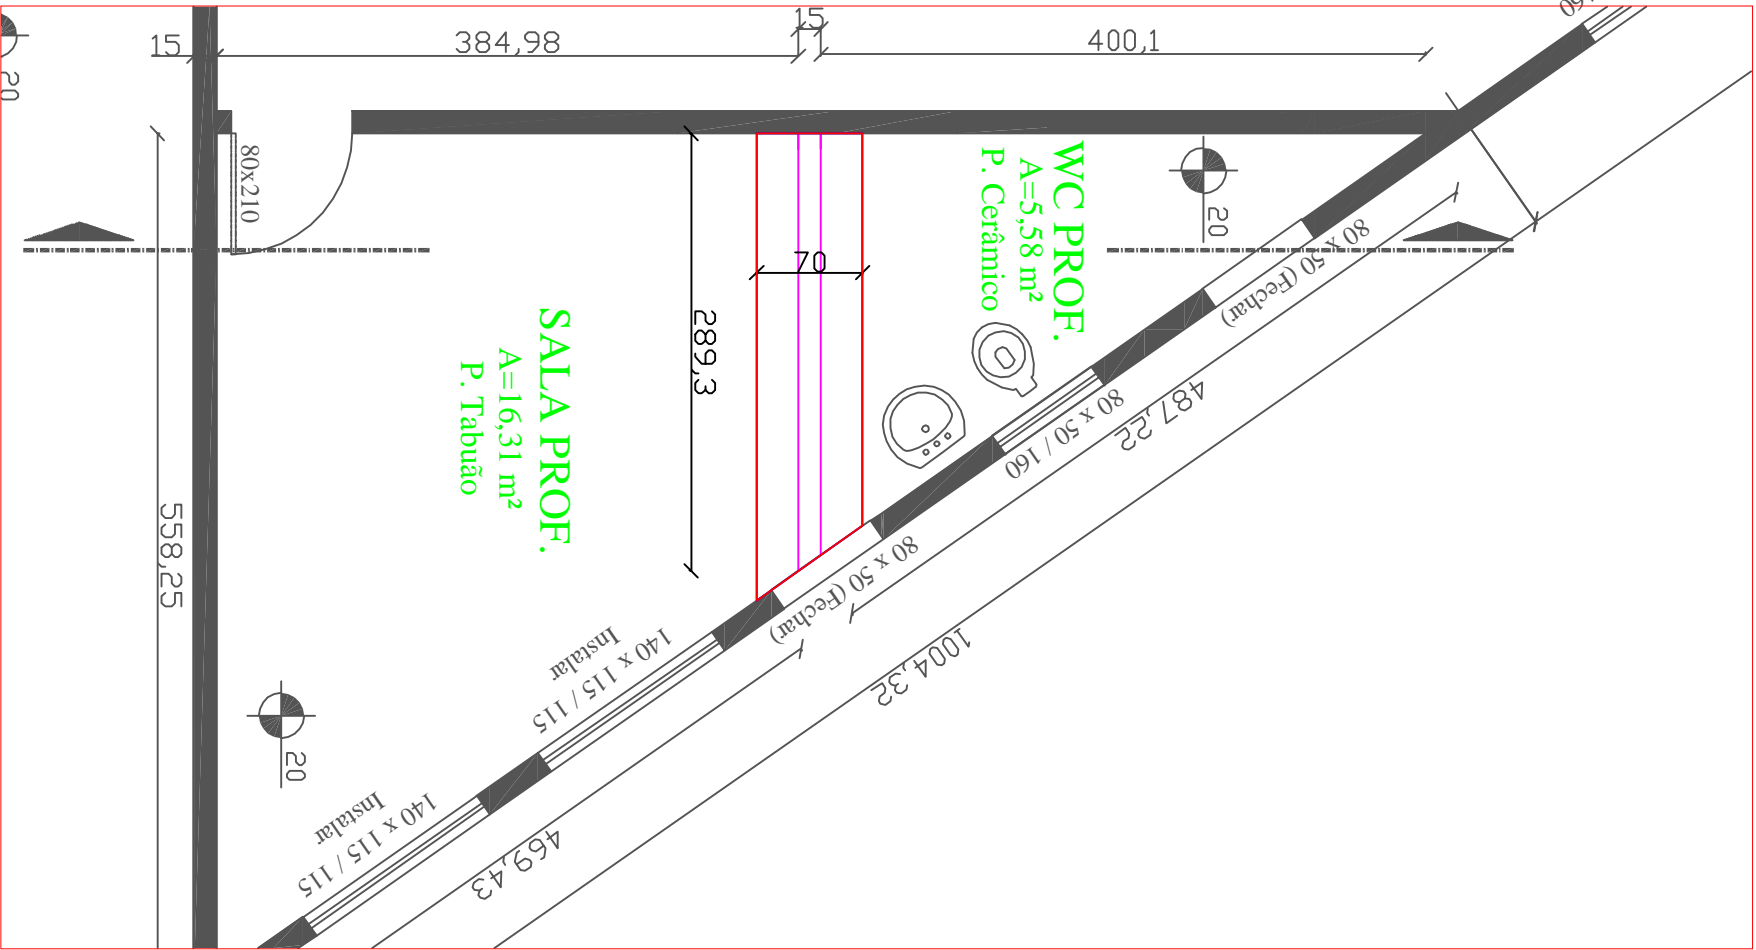 15
15
384,98
400,1
20
80x210
WC PROF.
A=5,58 m²
P. Cerâmico
20
70
289,3
80 x 50 (Fechar)
SALA PROF.
A=16,31 m²
P. Tabuão
80 x 50 / 160
487,22
558,25
80 x 50 (Fechar)
1004,32
140 x 115 / 115
Instalar
20
140 x 115 / 115
Instalar
469,43